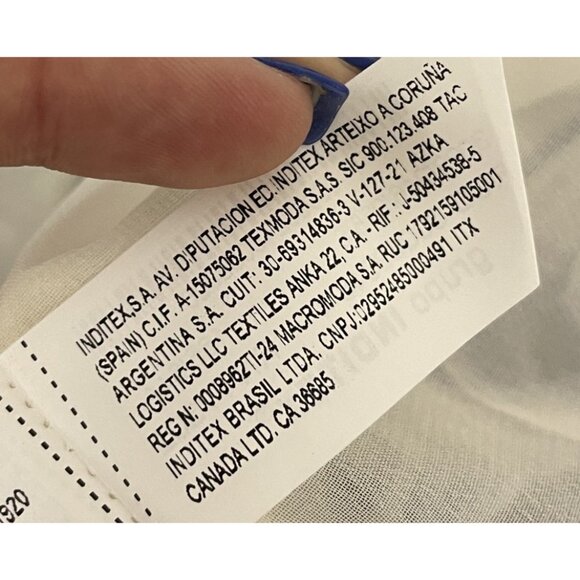 INDITEX,S.A. AV. DIPUTACION ED. INDITEX ARTEIXO A CORUÑA
(SPAIN) C.I.F. A-15075062 TEXMODA S.A.S. SIC 900.123.408 TAC
ARGENTINA S.A. CUIT: 30-69314836-3 V-127-21 AZKA
LOGISTICS LLC TEXTILES ANKA 22, C.A. - RIF.: J-50434538-5
REG N: 000896271-24 MACROMODA S.A. RUC 1792159105001
INDITEX BRASIL LTDA. CNPJ:02952485000491 ITX
CANADA LTD. CA 36685
1920